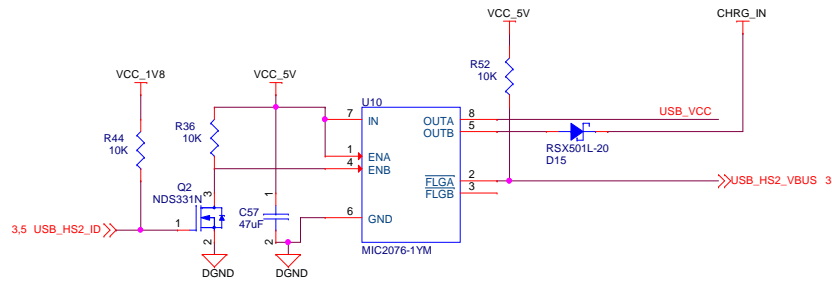 VCC_5V
CHRG_IN
R52
10K
VCC_1V8
VCC_5V
U10
R44
10K
R36
10K
7 IN OUTA 8 USB_VCC
OUTB 5
RSX501L-20
D15
1 ENA
4 ENB
FLGA 2 USB_HS2_VBUS 3
FLGB 3
Q2
NDS331N
3
1
C57
47uF
6 GND
3,5 USB_HS2_ID 1
2
2
MIC2076-1YM
DGND
DGND